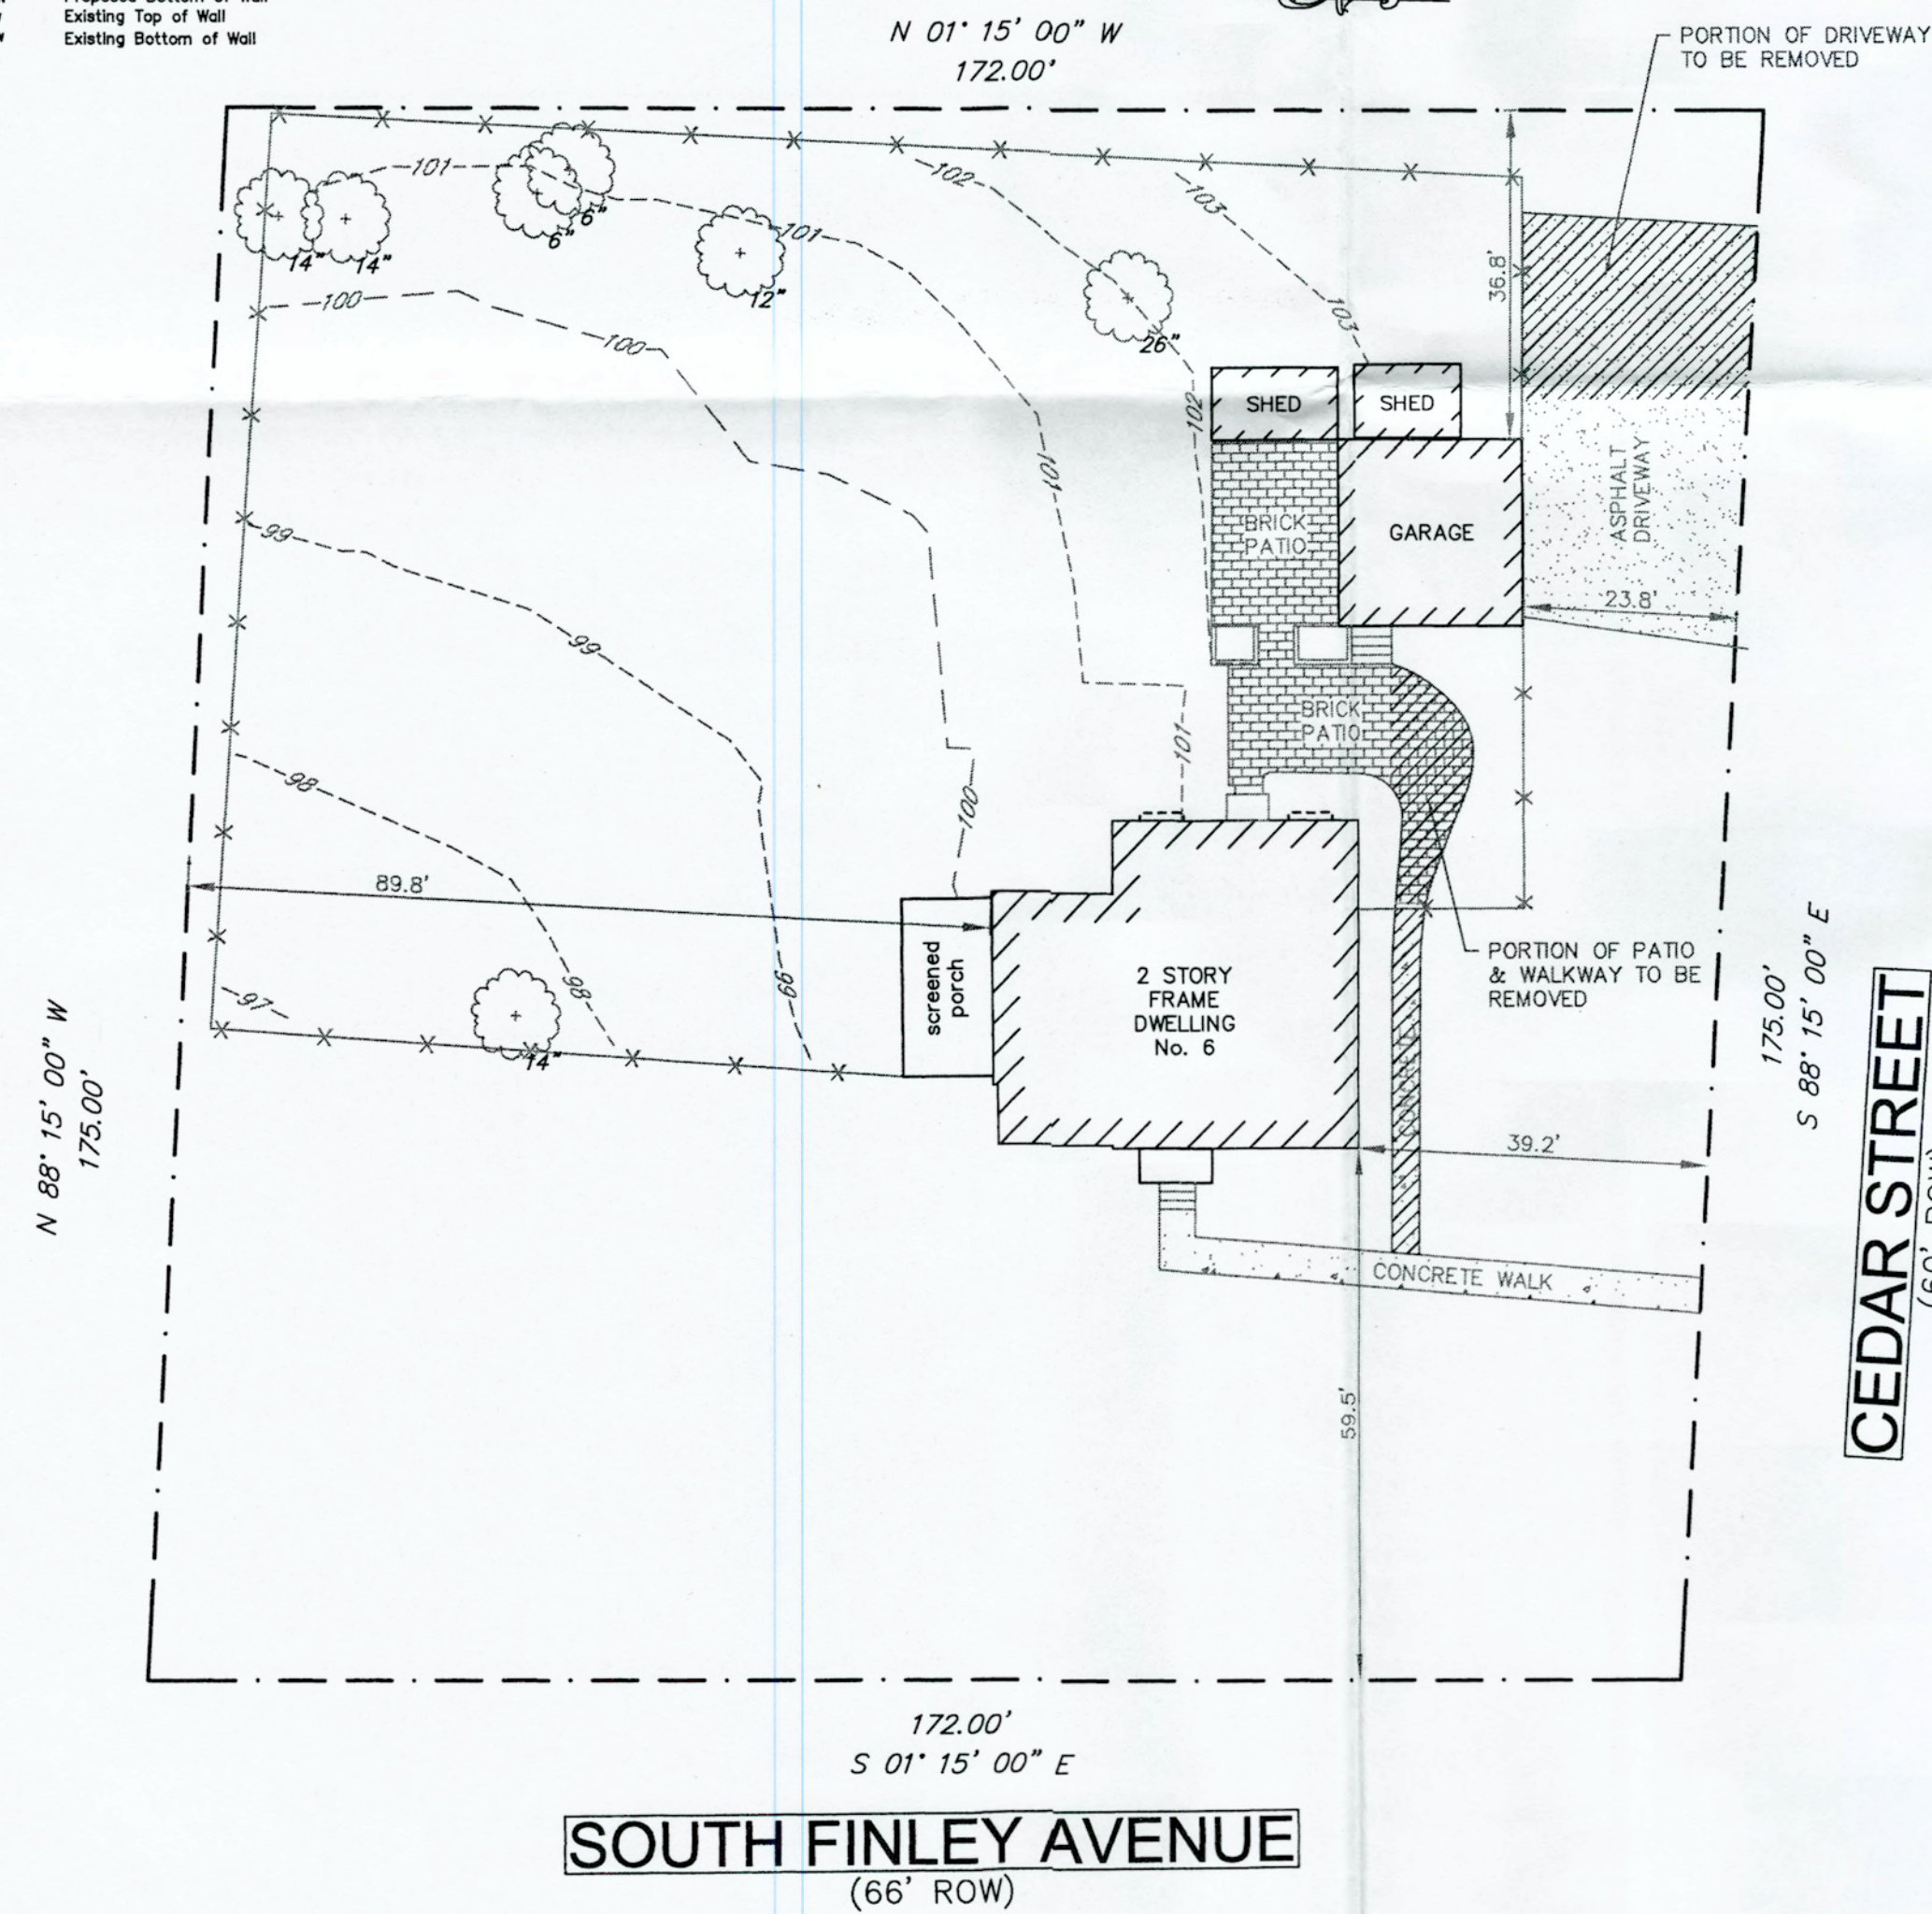 Existing Top of Wall
Existing Bottom of Wall
N 01° 15' 00" W
172.00'
PORTION OF DRIVEWAY
TO BE REMOVED
101
102
103
14"
14"
6"
6"
101
12"
100
100
26"
103
36.8'
102
SHED
SHED
101
BRICK
PATIO
GARAGE
ASPHALT
DRIVEWAY
99
99
23.8'
BRICK
PATIO
101
98
100
89.8'
screened
porch
2 STORY
FRAME
DWELLING
No. 6
PORTION OF PATIO
& WALKWAY TO BE
REMOVED
97
98
99
14"
CONCRETE
39.2'
CONCRETE WALK
59.5'
N 88° 15' 00" W
175.00'
175.00'
S 88° 15' 00" E
CEDAR STREET
172.00'
S 01° 15' 00" E
SOUTH FINLEY AVENUE
(66' ROW)